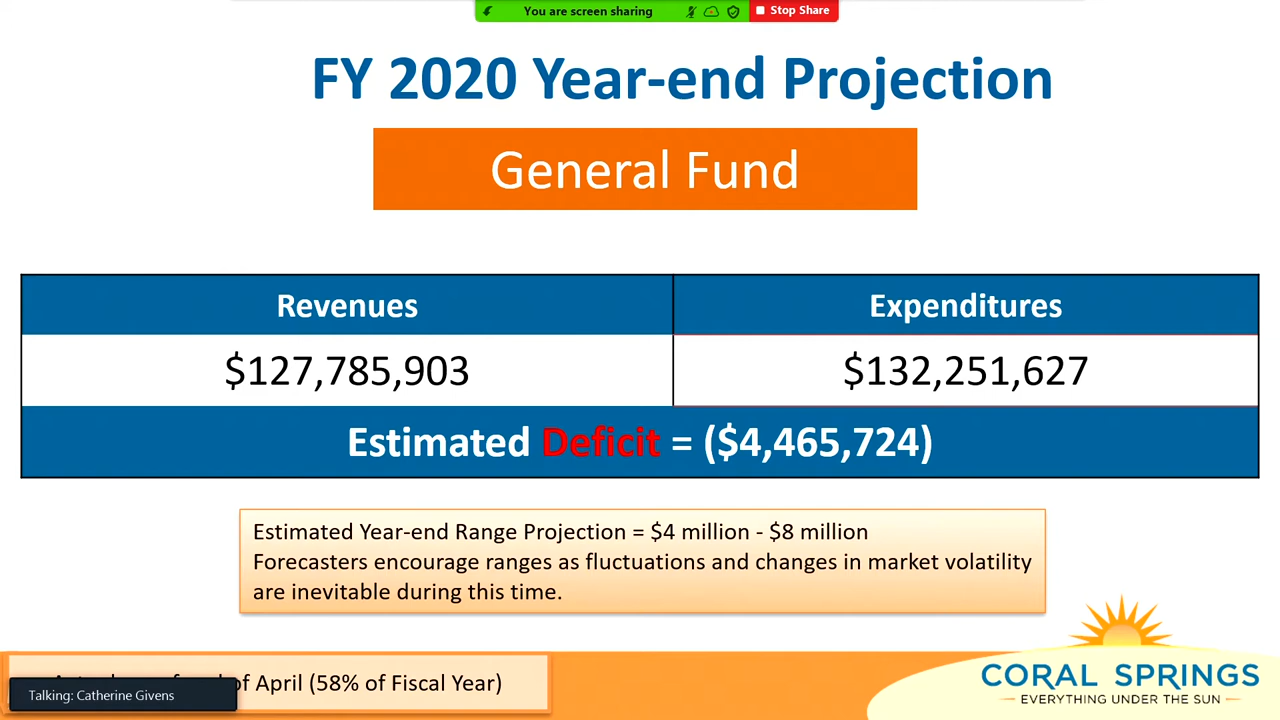 You are screen sharing
Stop Share
FY 2020 Year-end Projection
General Fund
Revenues Expenditures
$127,785,903 $132,251,627
Estimated Deficit = ($4,465,724)
Estimated Year-end Range Projection = $4 million - $8 million
Forecasters encourage ranges as fluctuations and changes in market volatility
are inevitable during this time.
of April (58% of Fiscal Year)
Talking: Catherine Givens
CORAL SPRINGS
EVERYTHING UNDER THE SUN